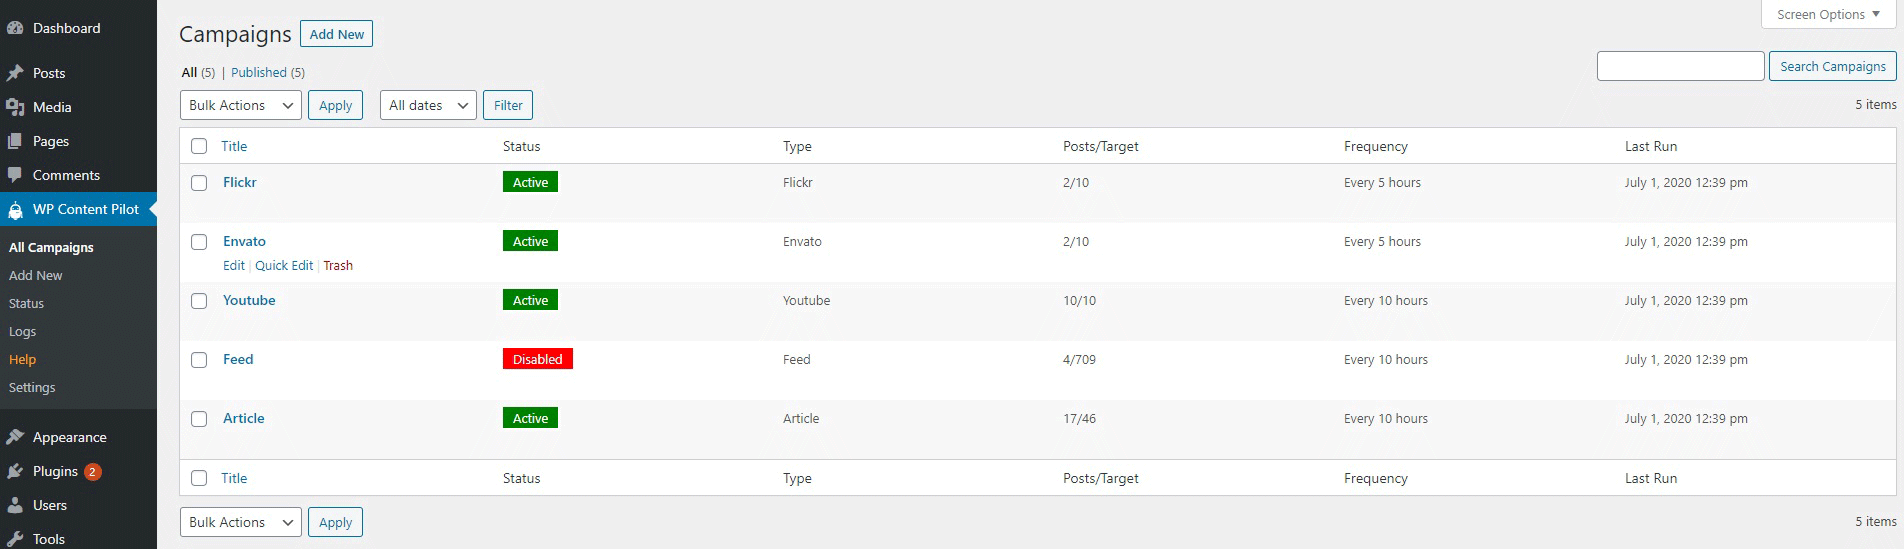 Dashboard
Posts
Media
Pages
Comments
WP Content Pilot
All Campaigns
Add New
Status
Logs
Help
Settings
Appearance
Plugins 2
Users
Tools
Screen Options
Campaigns Add New
All (5) | Published (5)
Search Campaigns
Bulk Actions Apply All dates Filter 5 items
Title Status Type Posts/Target Frequency Last Run
Flickr Active Flickr 2/10 Every 5 hours July 1, 2020 12:39 pm
Envato Active Envato 2/10 Every 5 hours July 1, 2020 12:39 pm
Edit | Quick Edit | Trash
Youtube Active Youtube 10/10 Every 10 hours July 1, 2020 12:39 pm
Feed Disabled Feed 4/709 Every 10 hours July 1, 2020 12:39 pm
Article Active Article 17/46 Every 10 hours July 1, 2020 12:39 pm
Title Status Type Posts/Target Frequency Last Run
Bulk Actions Apply 5 items